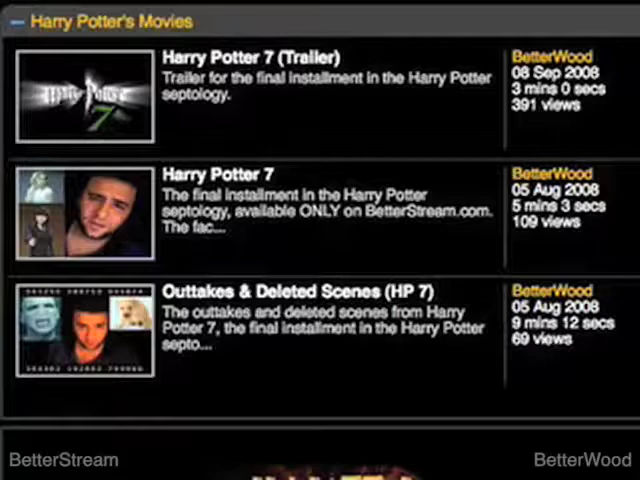 Harry Potter's Movies
Harry Potter 7 (Trailer)
Trailer for the final installment in the Harry Potter
septology.
BetterWood
08 Sep 2008
3 mins 0 secs
391 views
Harry Potter
7
Harry Potter 7
The final installment in the Harry Potter
septology, available ONLY on BetterStream.com.
The fac...
BetterWood
05 Aug 2008
5 mins 3 secs
109 views
Outtakes & Deleted Scenes (HP 7)
The outtakes and deleted scenes from Harry
Potter 7, the final installment in the Harry Potter
septo...
BetterWood
05 Aug 2008
9 mins 12 secs
69 views
BetterStream
BetterWood